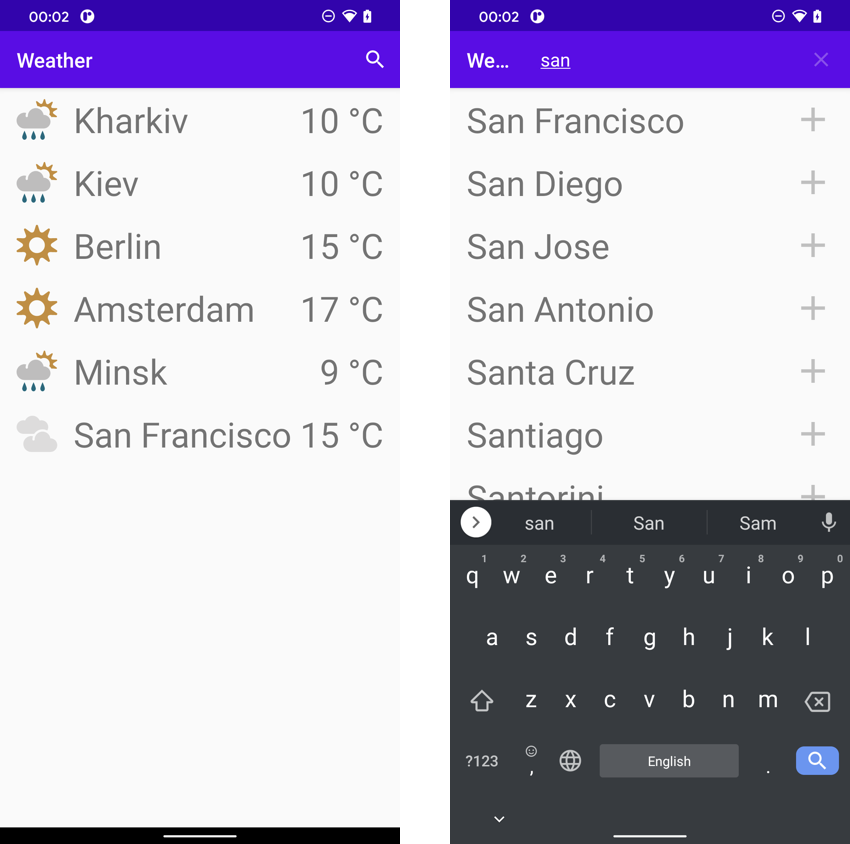 00:02
Weather
Kharkiv 10 °C
Kiev 10 °C
Berlin 15 °C
Amsterdam 17 °C
Minsk 9 °C
San Francisco 15 °C
00:02
We... san
San Francisco
San Diego
San Jose
San Antonio
Santa Cruz
Santiago
Santorini
san San Sam
1 2 3 4 5 6 7 8 9 0
q w e r t y u i o p
a s d f g h j k l
z x c v b n m
?123 , English .